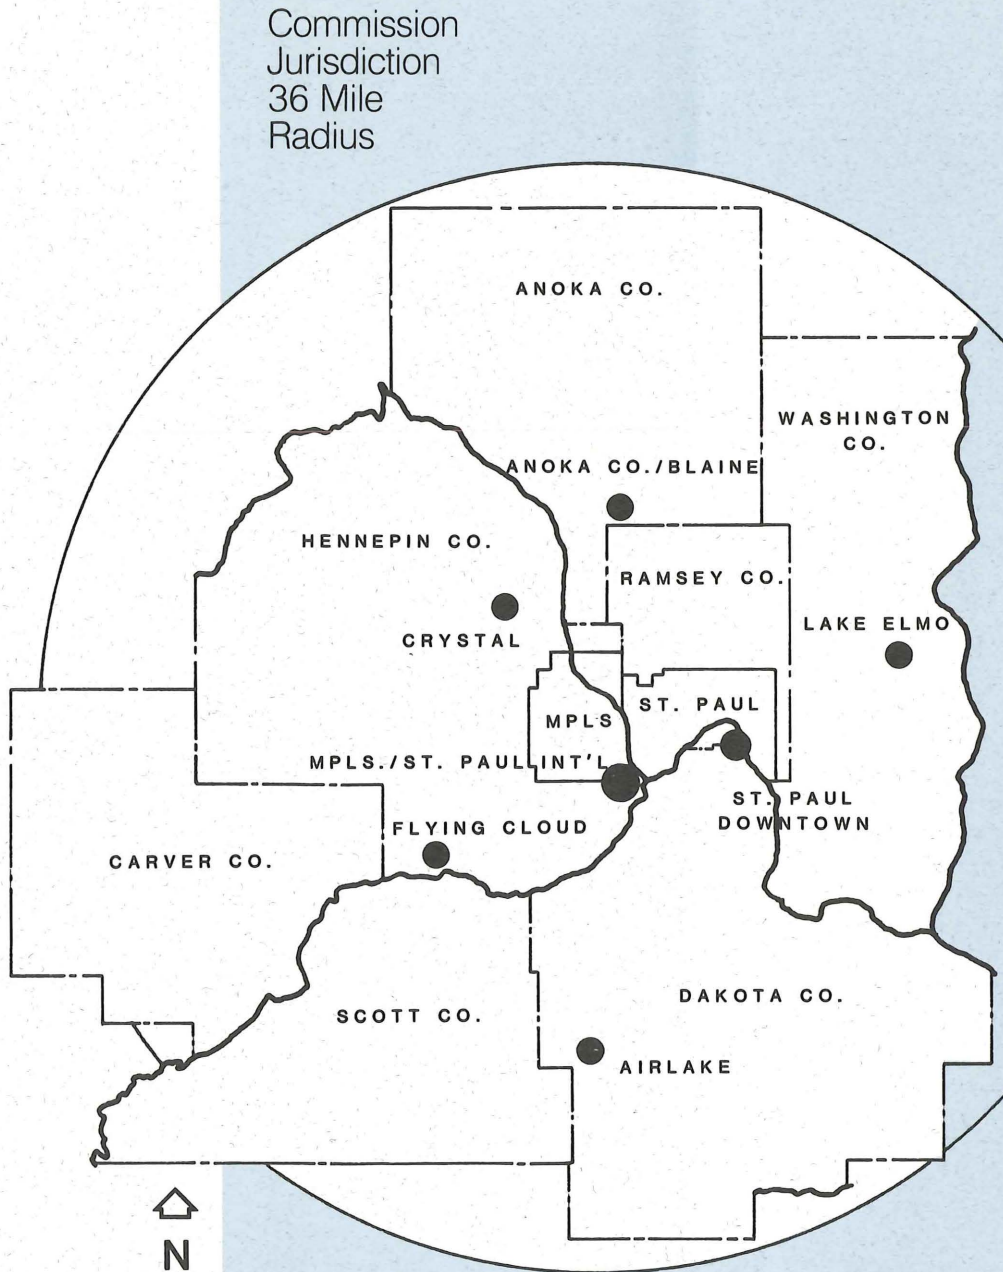 Commission
Jurisdiction
36 Mile
Radius
ANOKA CO.
WASHINGTON
CO.
ANOKA CO./BLAINE
HENNEPIN CO.
RAMSEY CO.
CRYSTAL
LAKE ELMO
MPLS
ST. PAUL
MPLS./ST. PAUL INT'L
ST. PAUL
DOWNTOWN
FLYING CLOUD
CARVER CO.
SCOTT CO.
DAKOTA CO.
AIRLAKE
N